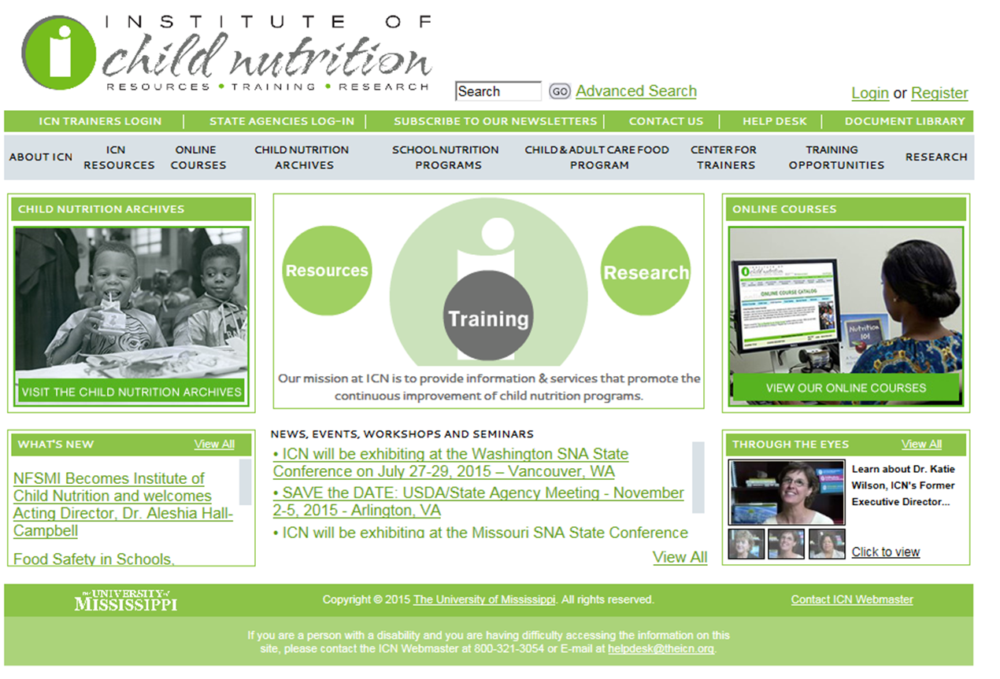 INSTITUTE OF
child nutrition
RESOURCES • TRAINING • RESEARCH
Search GO Advanced Search
Login or Register
ICN TRAINERS LOGIN | STATE AGENCIES LOG-IN | SUBSCRIBE TO OUR NEWSLETTERS | CONTACT US | HELP DESK | DOCUMENT LIBRARY
ABOUT ICN
ICN
RESOURCES
ONLINE
COURSES
CHILD NUTRITION
ARCHIVES
SCHOOL NUTRITION
PROGRAMS
CHILD & ADULT CARE FOOD
PROGRAM
CENTER FOR
TRAINERS
TRAINING
OPPORTUNITIES
RESEARCH
CHILD NUTRITION ARCHIVES
VISIT THE CHILD NUTRITION ARCHIVES
Resources
Training
Research
Our mission at ICN is to provide information & services that promote the
continuous improvement of child nutrition programs.
ONLINE COURSES
INSTITUTE OF
child nutrition
ONLINE COURSE CATALOG
Nutrition
101
VIEW OUR ONLINE COURSES
WHAT'S NEW View All
NFSMI Becomes Institute of
Child Nutrition and welcomes
Acting Director, Dr. Aleshia Hall-
Campbell
Food Safety in Schools,
NEWS, EVENTS, WORKSHOPS AND SEMINARS
• ICN will be exhibiting at the Washington SNA State
Conference on July 27-29, 2015 – Vancouver, WA
• SAVE the DATE: USDA/State Agency Meeting - November
2-5, 2015 - Arlington, VA
• ICN will be exhibiting at the Missouri SNA State Conference
View All
THROUGH THE EYES View All
Learn about Dr. Katie
Wilson, ICN's Former
Executive Director...
Click to view
THE UNIVERSITY of
MISSISSIPPI
Copyright © 2015 The University of Mississippi. All rights reserved.
Contact ICN Webmaster
If you are a person with a disability and you are having difficulty accessing the information on this
site, please contact the ICN Webmaster at 800-321-3054 or E-mail at helpdesk@theicn.org.